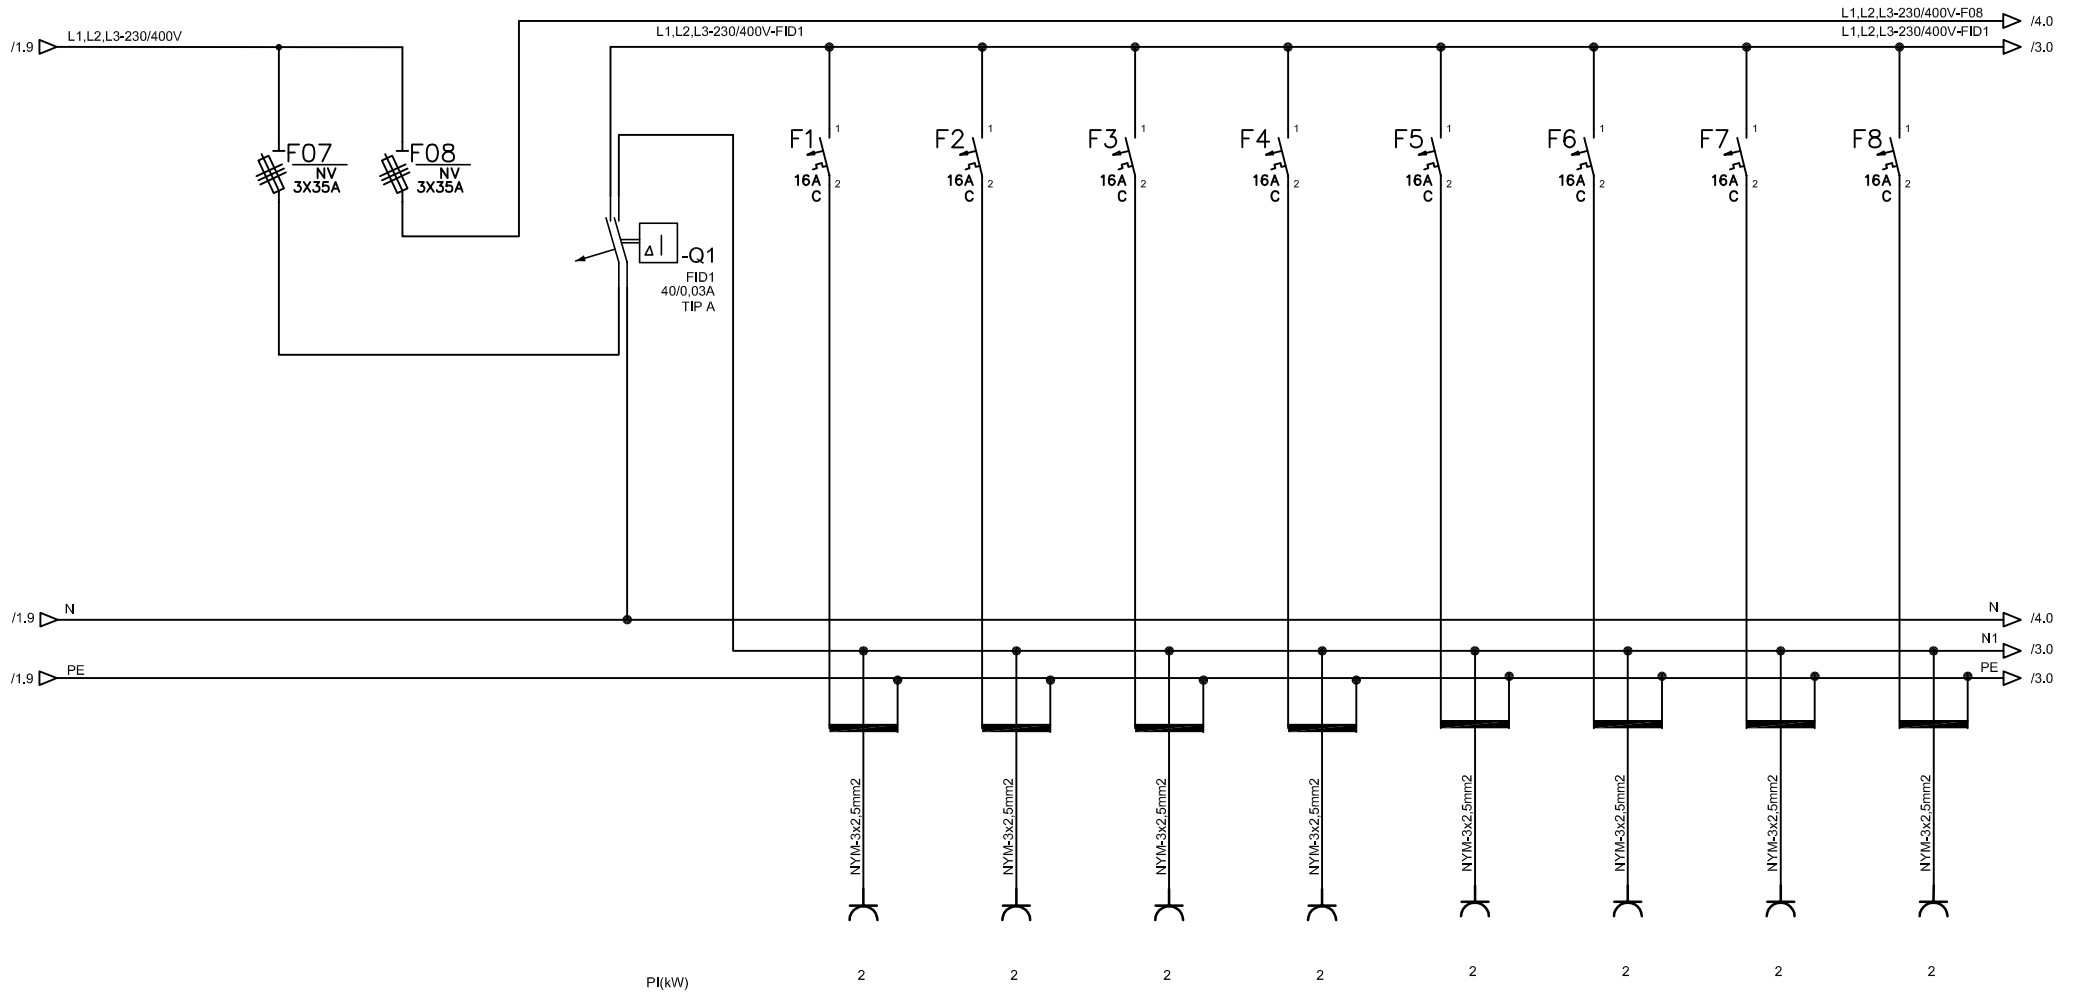 L1,L2,L3-230/400V-F08
/4.0
/1.9
L1,L2,L3-230/400V
L1,L2,L3-230/400V-FID1
L1,L2,L3-230/400V-FID1
/3.0
F07
NV
3X35A
F08
NV
3X35A
-Q1
FID1
40/0,03A
TIP A
Δ I
F1
1
16A
2
C
F2
1
16A
2
C
F3
1
16A
2
C
F4
1
16A
2
C
F5
1
16A
2
C
F6
1
16A
2
C
F7
1
16A
2
C
F8
1
16A
2
C
/1.9
N
N
/4.0
N1
/3.0
/1.9
PE
PE
/3.0
NYM-3x2,5mm2
NYM-3x2,5mm2
NYM-3x2,5mm2
NYM-3x2,5mm2
NYM-3x2,5mm2
NYM-3x2,5mm2
NYM-3x2,5mm2
NYM-3x2,5mm2
PI(kW)
2
2
2
2
2
2
2
2